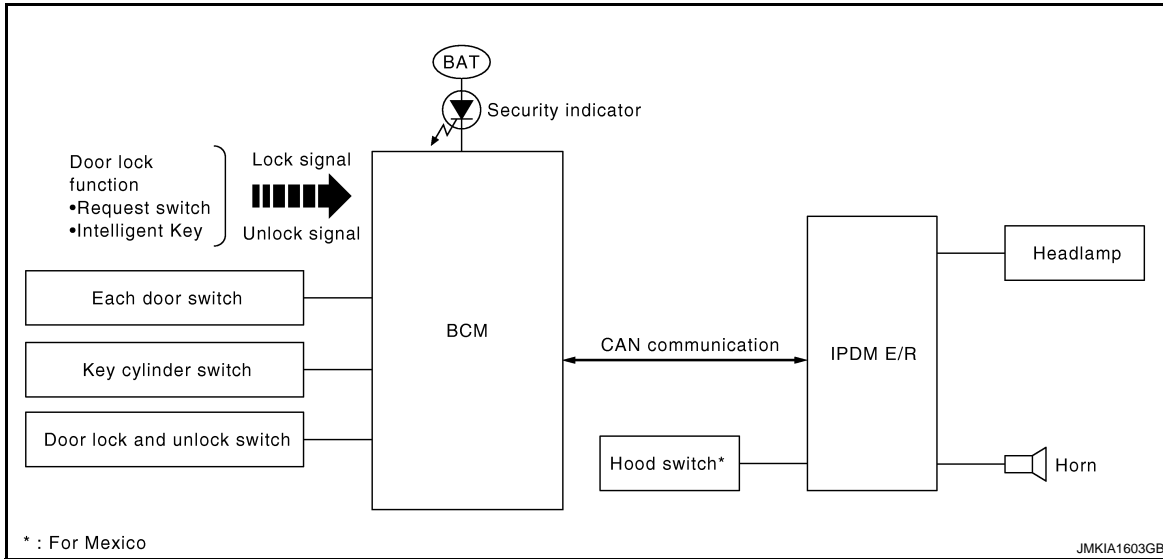 BAT
Security indicator
Door lock
function
•Request switch
•Intelligent Key
Lock signal
Unlock signal
Each door switch
Key cylinder switch
Door lock and unlock switch
BCM
CAN communication
IPDM E/R
Headlamp
Hood switch*
Horn
* : For Mexico
JMKIA1603GB